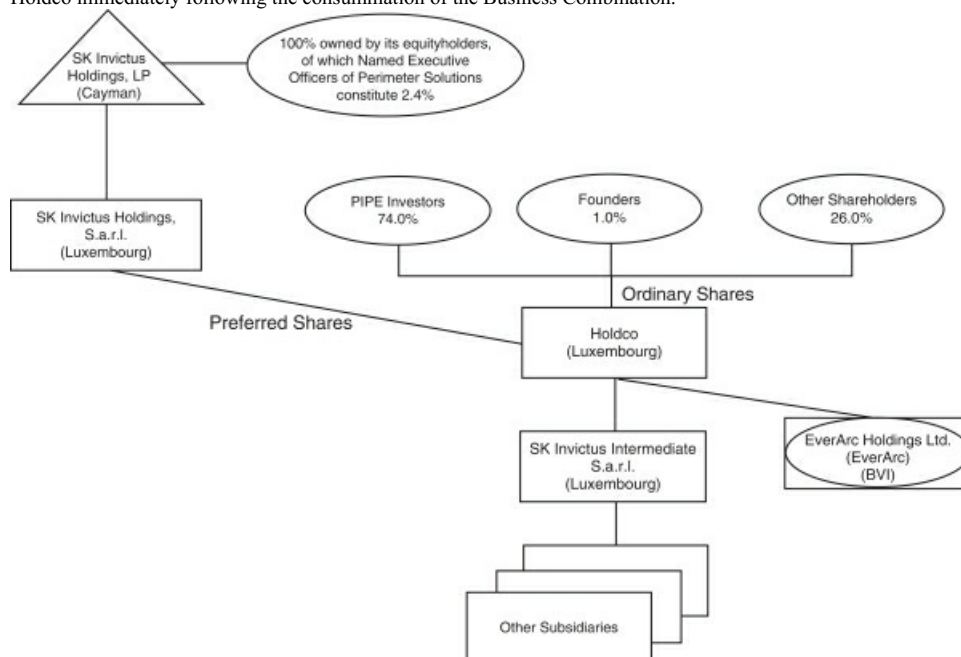 Holdco immediately following the consummation of the Business Combination.
SK Invictus
Holdings, LP
(Cayman)
100% owned by its equityholders,
of which Named Executive
Officers of Perimeter Solutions
constitute 2.4%
SK Invictus Holdings,
S.a.r.l.
(Luxembourg)
PIPE Investors
74.0%
Founders
1.0%
Other Shareholders
26.0%
Ordinary Shares
Preferred Shares
Holdco
(Luxembourg)
SK Invictus Intermediate
S.a.r.l.
(Luxembourg)
EverArc Holdings Ltd.
(EverArc)
(BVI)
Other Subsidiaries